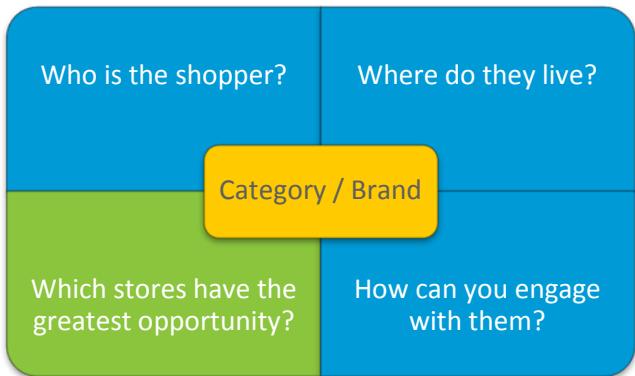 Who is the shopper?
Where do they live?
Category / Brand
Which stores have the
greatest opportunity?
How can you engage
with them?